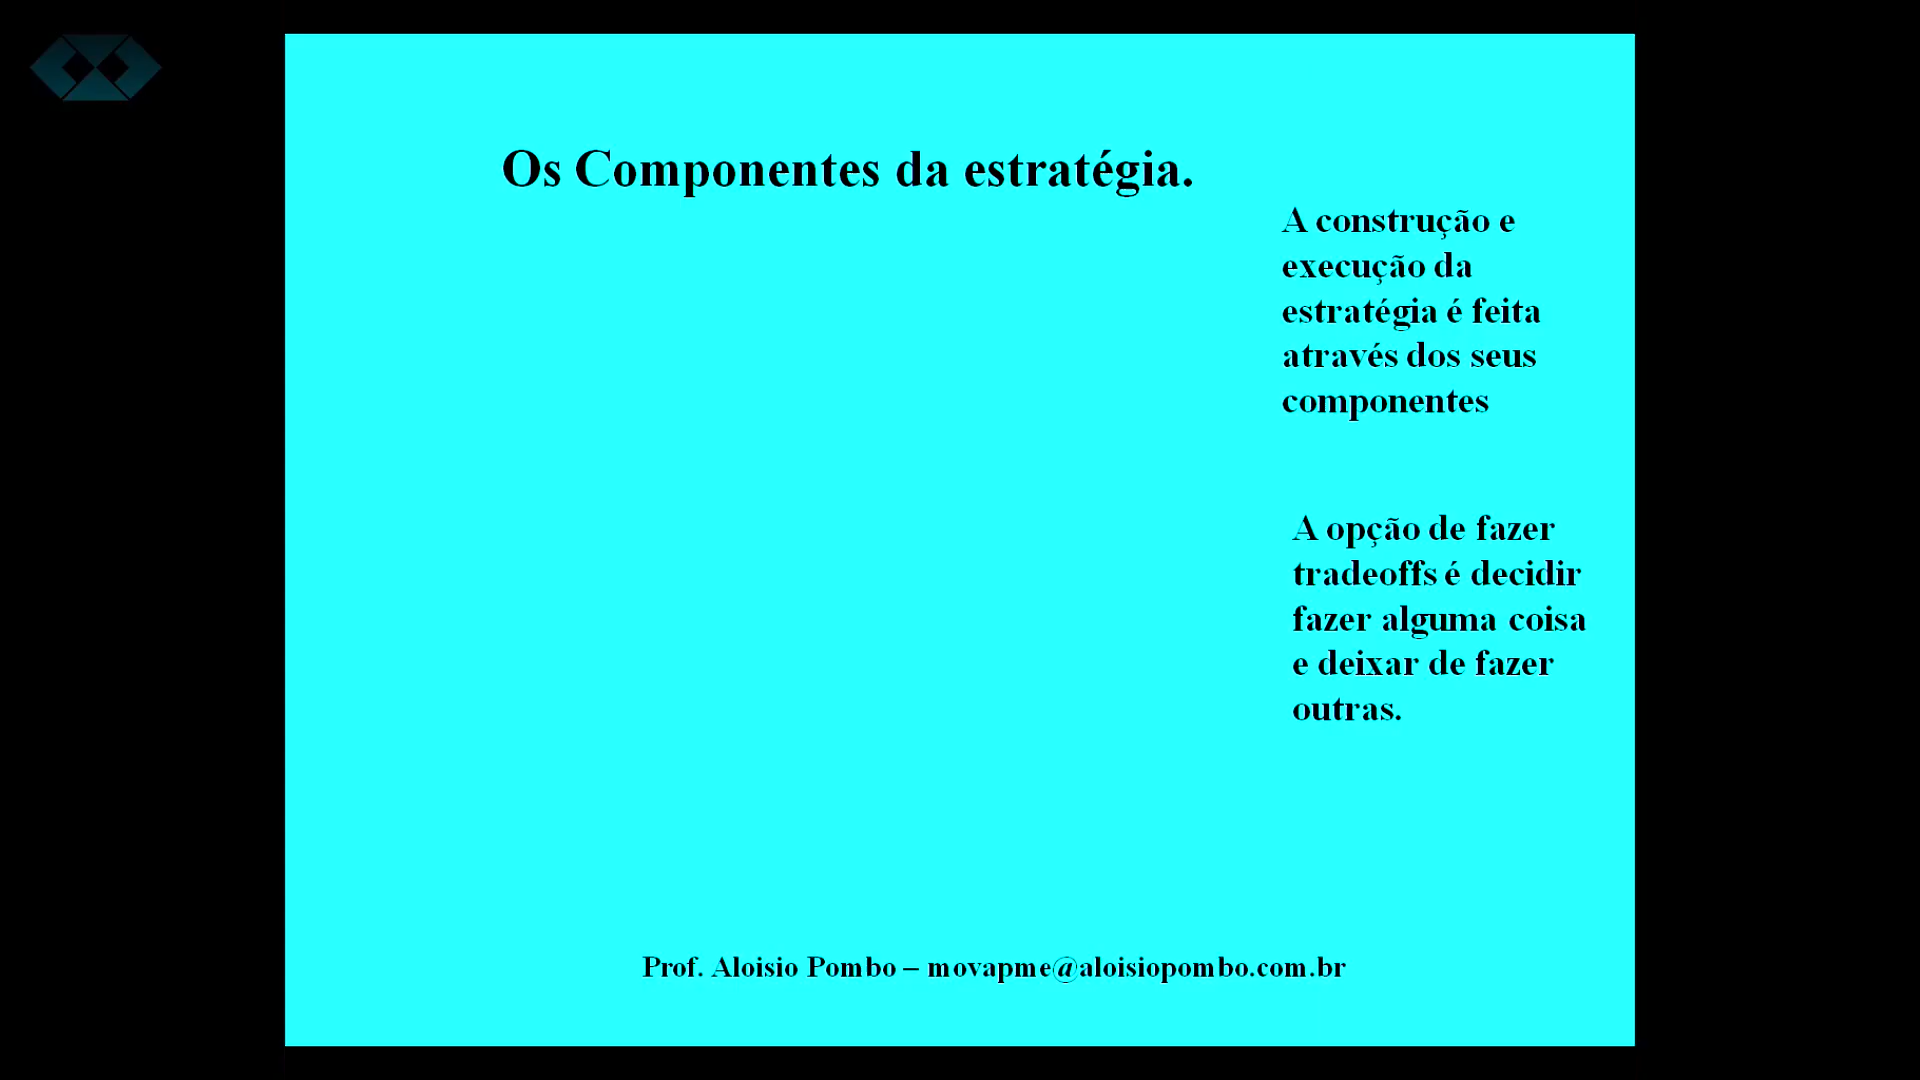 Os Componentes da estratégia.
A construção e
execução da
estratégia é feita
através dos seus
componentes
A opção de fazer
tradeoffs é decidir
fazer alguma coisa
e deixar de fazer
outras.
Prof. Aloisio Pombo – movapme@aloisiopombo.com.br